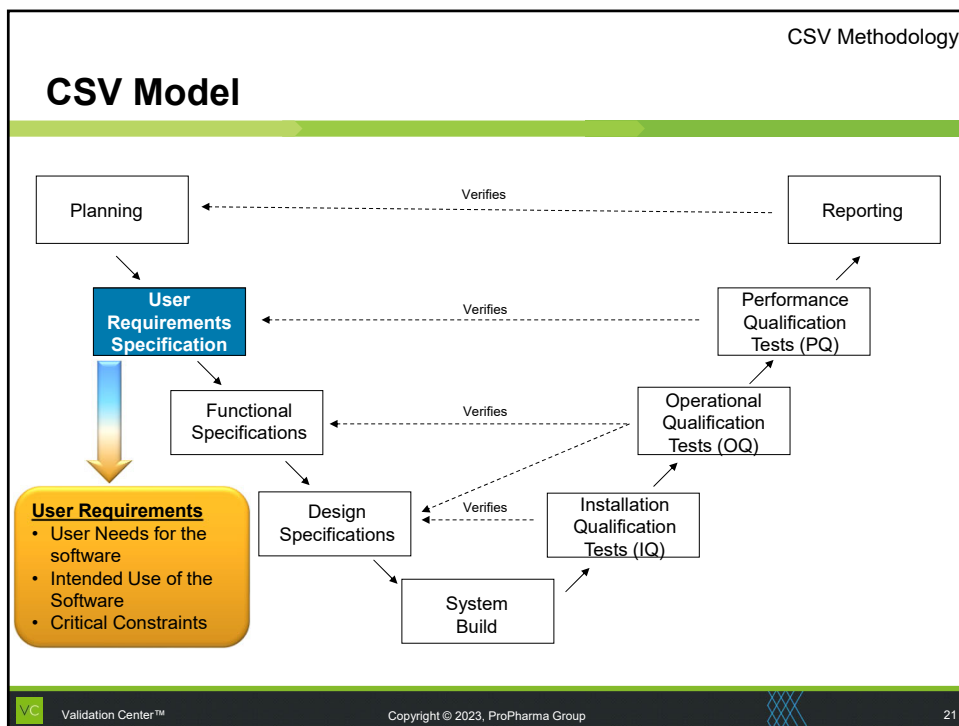 CSV Methodology
CSV Model
Planning
Verifies
Reporting
User
Requirements
Specification
Verifies
Performance
Qualification
Tests (PQ)
Functional
Specifications
Verifies
Operational
Qualification
Tests (OQ)
Design
Specifications
Verifies
Installation
Qualification
Tests (IQ)
System
Build
User Requirements
• User Needs for the
software
• Intended Use of the
Software
• Critical Constraints
VC
Validation Center™
Copyright © 2023, ProPharma Group
21